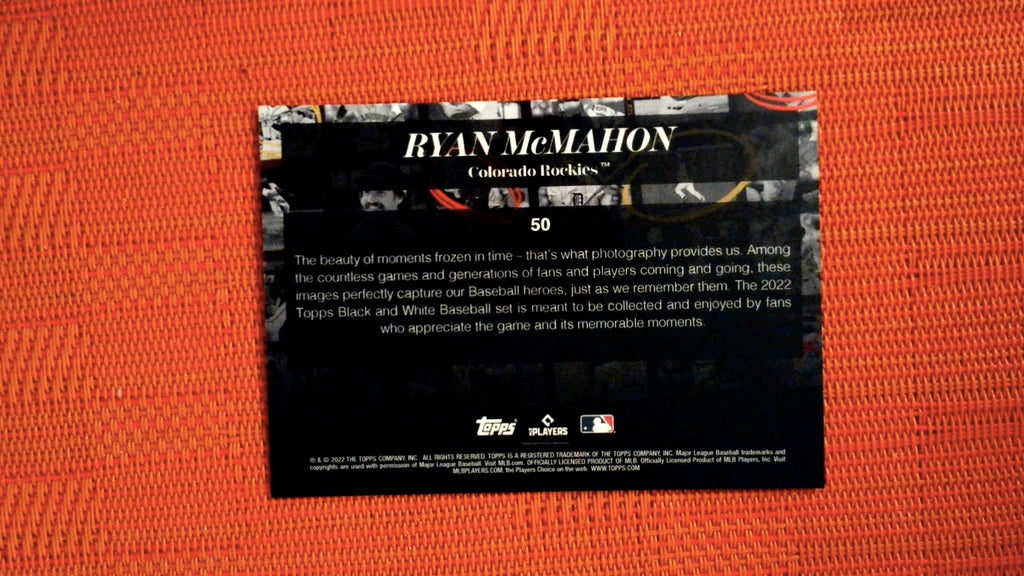 RYAN McMAHON
Colorado Rockies™
50
The beauty of moments frozen in time – that's what photography provides us. Among
the countless games and generations of fans and players coming and going, these
images perfectly capture our Baseball heroes, just as we remember them. The 2022
Topps Black and White Baseball set is meant to be collected and enjoyed by fans
who appreciate the game and its memorable moments.
Topps PLAYERS
® & © 2022 THE TOPPS COMPANY, INC. ALL RIGHTS RESERVED. TOPPS IS A REGISTERED TRADEMARK OF THE TOPPS COMPANY, INC. Major League Baseball trademarks and
copyrights are used with permission of Major League Baseball. Visit MLB.com. OFFICIALLY LICENSED PRODUCT OF MLB Officially Licensed Product of MLB Players, Inc. Visit
MLBPLAYERS.COM, the Players Choice on the web. WWW.TOPPS.COM